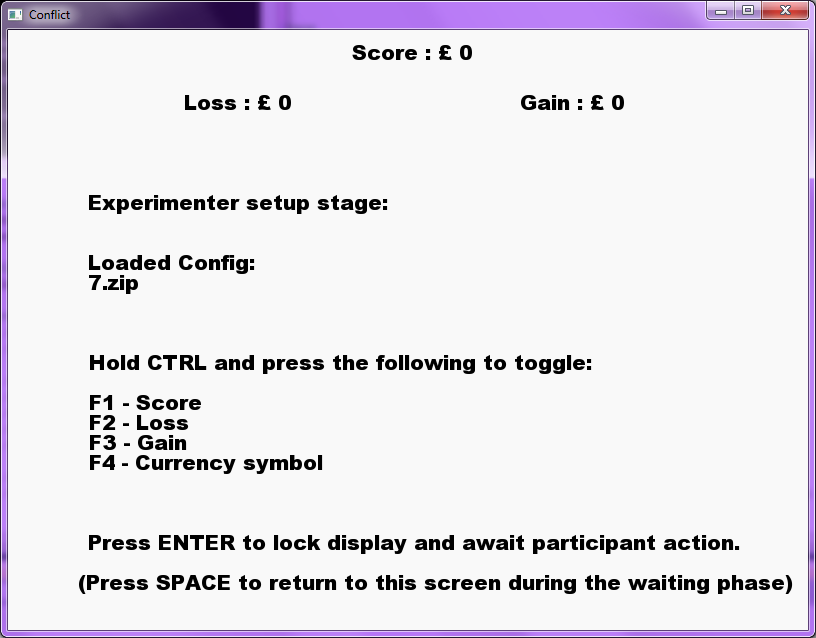 Conflict
Score : £ 0
Loss : £ 0
Gain : £ 0
Experimenter setup stage:
Loaded Config:
7.zip
Hold CTRL and press the following to toggle:
F1 - Score
F2 - Loss
F3 - Gain
F4 - Currency symbol
Press ENTER to lock display and await participant action.
(Press SPACE to return to this screen during the waiting phase)